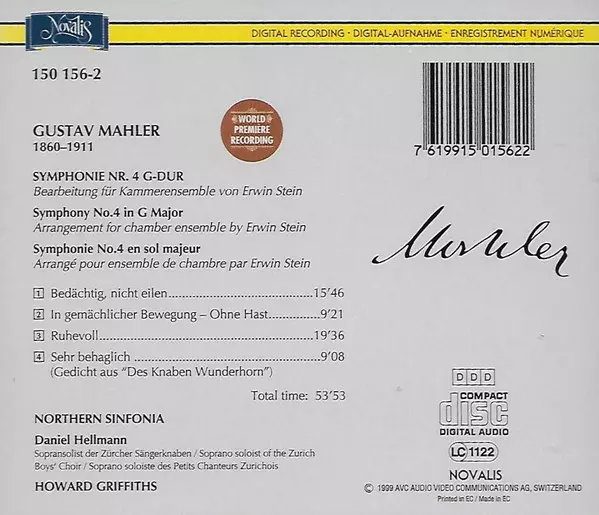 Novalis
DIGITAL RECORDING · DIGITAL-AUFNAHME · ENREGISTREMENT NUMÉRIQUE
150 156-2
WORLD
PREMIÈRE
RECORDING
7 619915 015622
GUSTAV MAHLER
1860–1911
SYMPHONIE NR. 4 G-DUR
Bearbeitung für Kammerensemble von Erwin Stein
Symphony No.4 in G Major
Arrangement for chamber ensemble by Erwin Stein
Symphonie No.4 en sol majeur
Arrangé pour ensemble de chambre par Erwin Stein
Mahler
1 Bedächtig, nicht eilen 15'46
2 In gemächlicher Bewegung – Ohne Hast 9'21
3 Ruhevoll 19'36
4 Sehr behaglich 9'08
(Gedicht aus "Des Knaben Wunderhorn")
Total time: 53'53
NORTHERN SINFONIA
Daniel Hellmann
Sopransolist der Zürcher Sängerknaben / Soprano soloist of the Zurich
Boys' Choir / Soprano soloiste des Petits Chanteurs Zurichois
HOWARD GRIFFITHS
DDD
COMPACT
disc
DIGITAL AUDIO
LC 1122
NOVALIS
© 1999 AVC AUDIO VIDEO COMMUNICATIONS AG, SWITZERLAND
Printed in EC / Made in EC